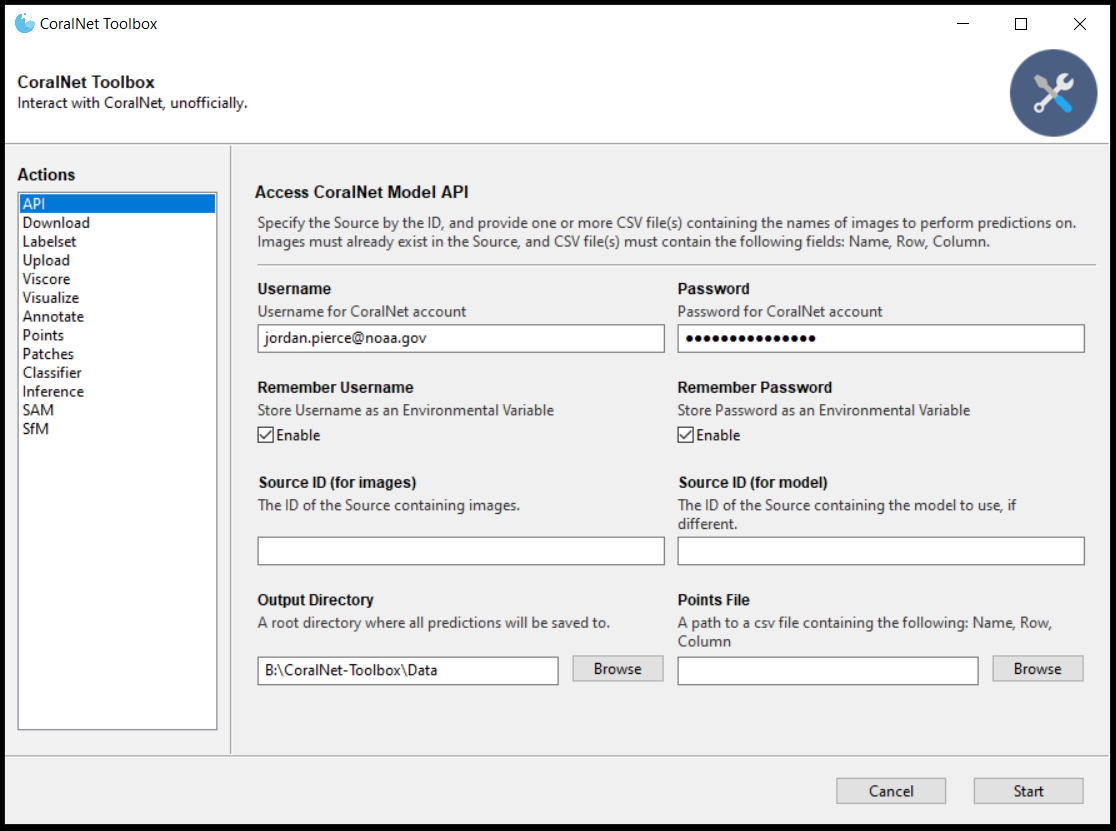 CoralNet Toolbox
CoralNet Toolbox
Interact with CoralNet, unofficially.
Actions
API
Download
Labelset
Upload
Viscore
Visualize
Annotate
Points
Patches
Classifier
Inference
SAM
SfM
Access CoralNet Model API
Specify the Source by the ID, and provide one or more CSV file(s) containing the names of images to perform predictions on.
Images must already exist in the Source, and CSV file(s) must contain the following fields: Name, Row, Column.
Username
Username for CoralNet account
jordan.pierce@noaa.gov
Password
Password for CoralNet account
●●●●●●●●●●●●●●●
Remember Username
Store Username as an Environmental Variable
Enable
Remember Password
Store Password as an Environmental Variable
Enable
Source ID (for images)
The ID of the Source containing images.
Source ID (for model)
The ID of the Source containing the model to use, if
different.
Output Directory
A root directory where all predictions will be saved to.
B:\CoralNet-Toolbox\Data
Browse
Points File
A path to a csv file containing the following: Name, Row,
Column
Browse
Cancel
Start